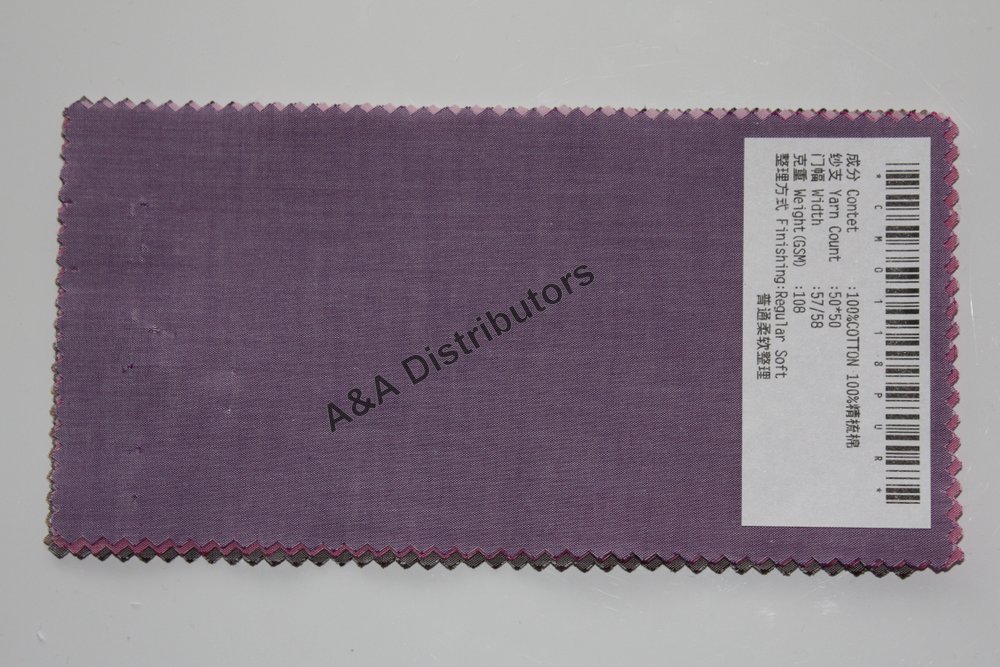 *CM0118PUR*
成分 Contet :100%COTTON 100%精梳棉
纱支 Yarn Count :50*50
门幅 Width :57/58
克重 Weight(GSM) :108
整理方式 Finishing:Regular Soft
普通柔软整理
A&A Distributors